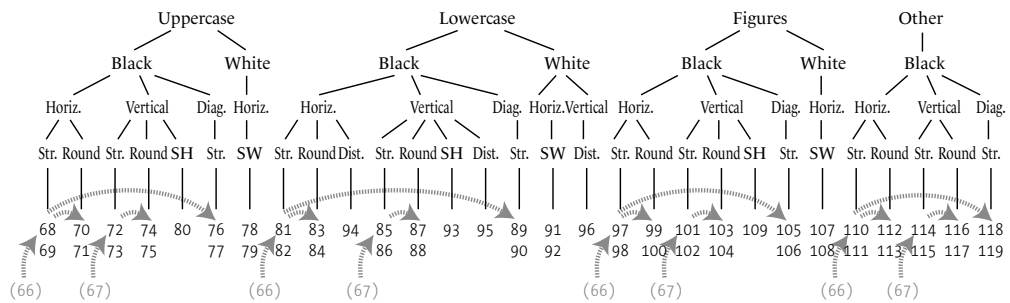 Uppercase Lowercase Figures Other
Black White Black White Black White Black
Horiz. Vertical Diag. Horiz. Horiz. Vertical Diag. Horiz. Vertical Horiz. Vertical Diag. Horiz. Horiz. Vertical Diag.
Str. Round Str. Round SH Str. SW Str. Round Dist. Str. Round SH Dist. Str. SW Dist. Str. Round Str. Round SH Str. SW Str. Round Str. Round Str.
68 70 72 74 80 76 78 81 83 94 85 87 93 95 89 91 96 97 99 101 103 109 105 107 110 112 114 116 118
69 71 73 75 77 79 82 84 86 88 90 92 98 100 102 104 106 108 111 113 115 117 119
(66) (67) (66) (67) (66) (67) (66) (67)